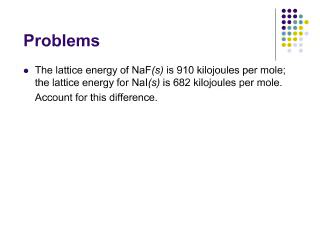 Problems
The lattice energy of NaF(s) is 910 kilojoules per mole;
the lattice energy for NaI(s) is 682 kilojoules per mole.
Account for this difference.